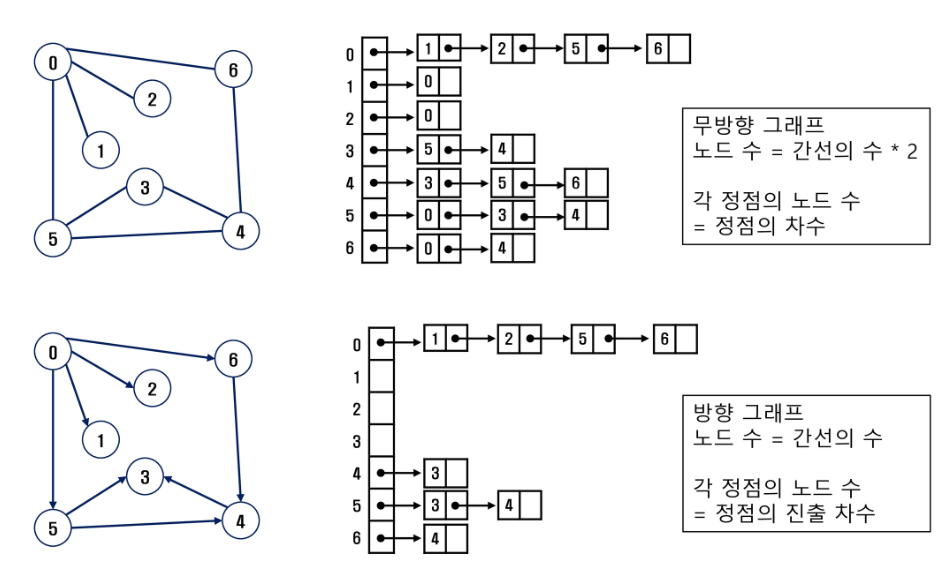 0
6
2
1
3
5
4
0 1 2 5 6
1 0
2 0
3 5 4
4 3 5 6
5 0 3 4
6 0 4
무방향 그래프
노드 수 = 간선의 수 * 2
각 정점의 노드 수
= 정점의 차수
0
6
2
1
3
5
4
0 1 2 5 6
1
2
3
4 3
5 3 4
6 4
방향 그래프
노드 수 = 간선의 수
각 정점의 노드 수
= 정점의 진출 차수